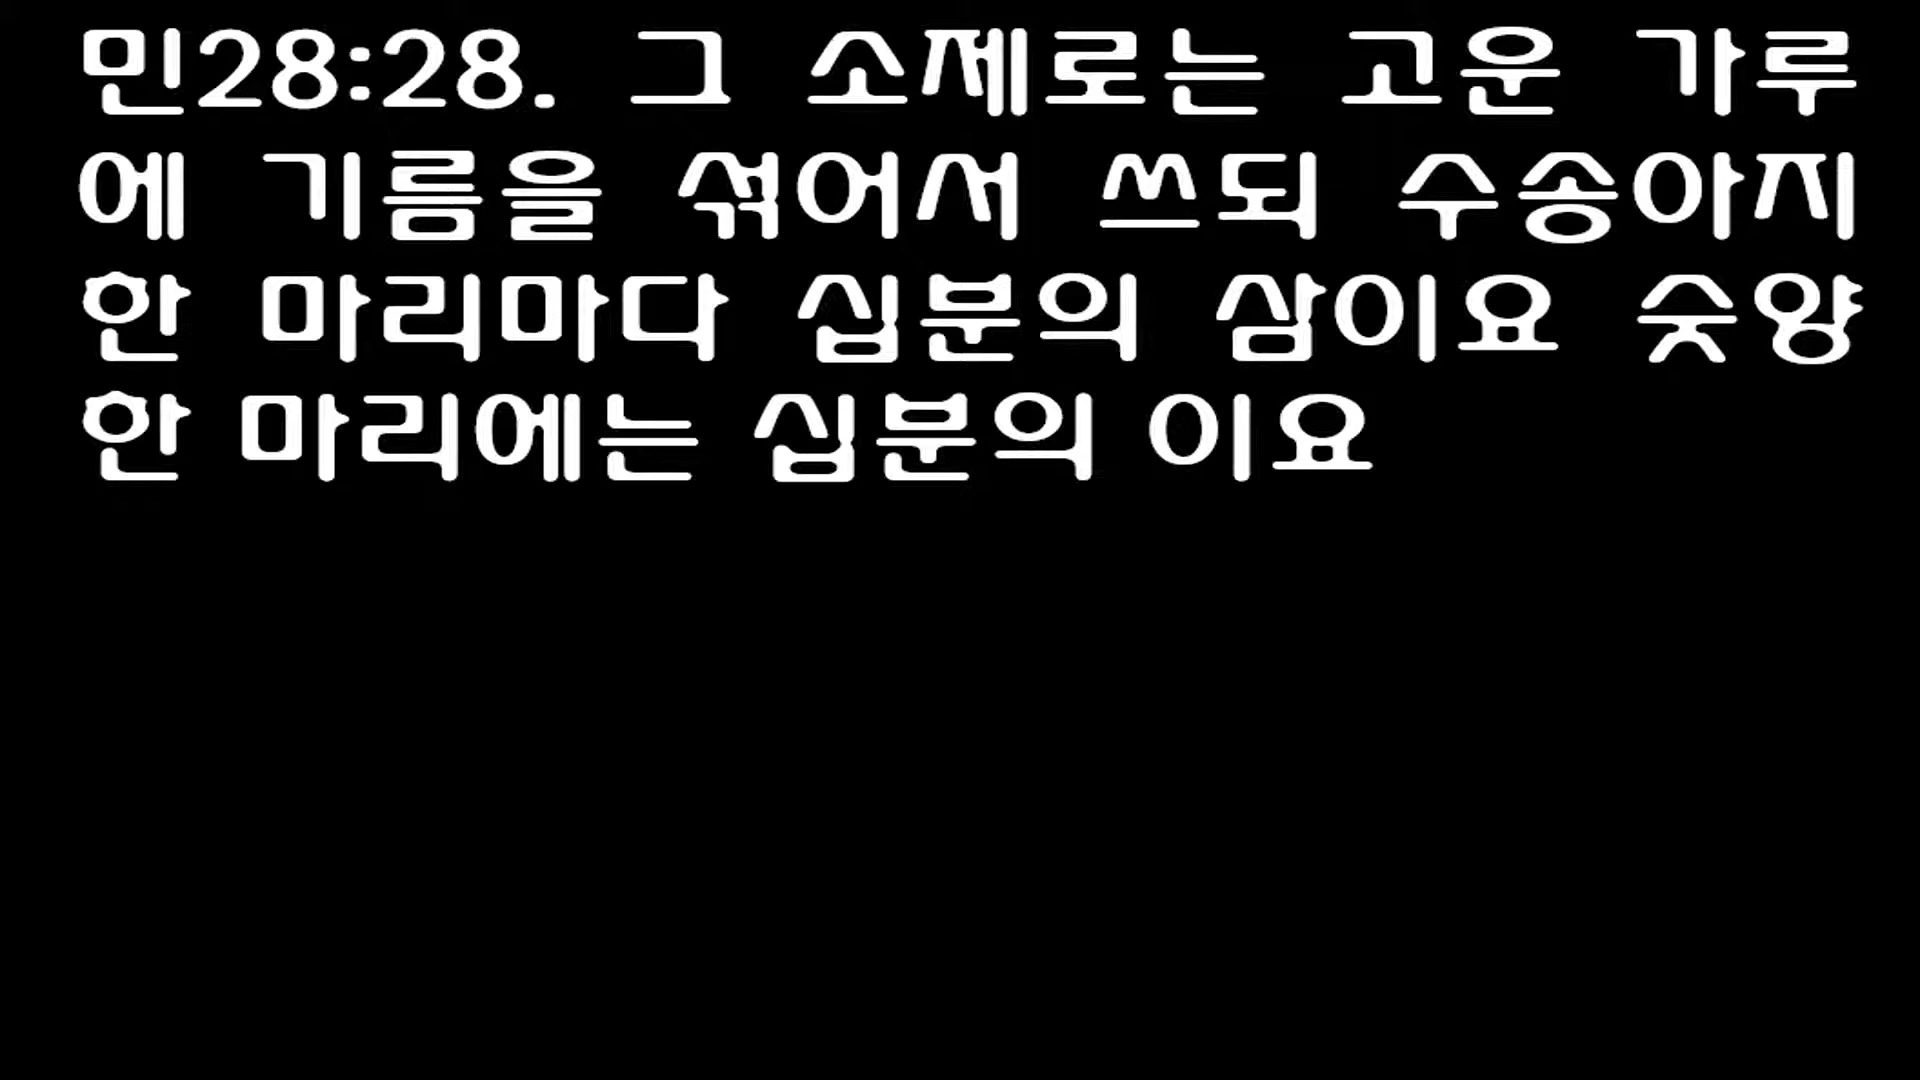 민28:28. 그 소제로는 고운 가루
에 기름을 섞어서 쓰되 수송아지
한 마리마다 십분의 삼이요 숫양
한 마리에는 십분의 이요